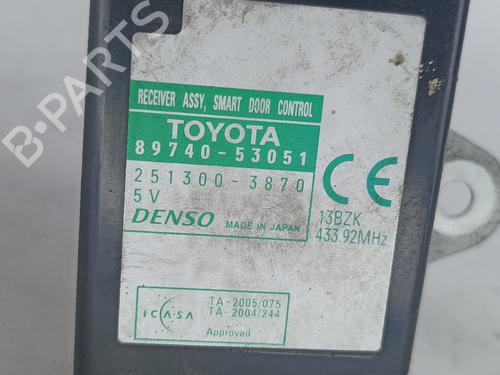 RECEIVER ASSY, SMART DOOR CONTROL
TOYOTA
89740-53051
251300-3870
5V
DENSO MADE IN JAPAN
CE
13BZK
433.92MHz
ICASA
TA-2005/075
TA-2004/244
Approved